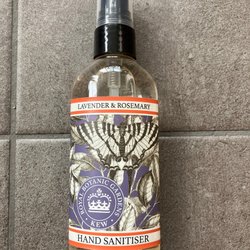 LAVENDER & ROSEMARY
ROYAL BOTANIC GARDENS
KEW
HAND SANITISER